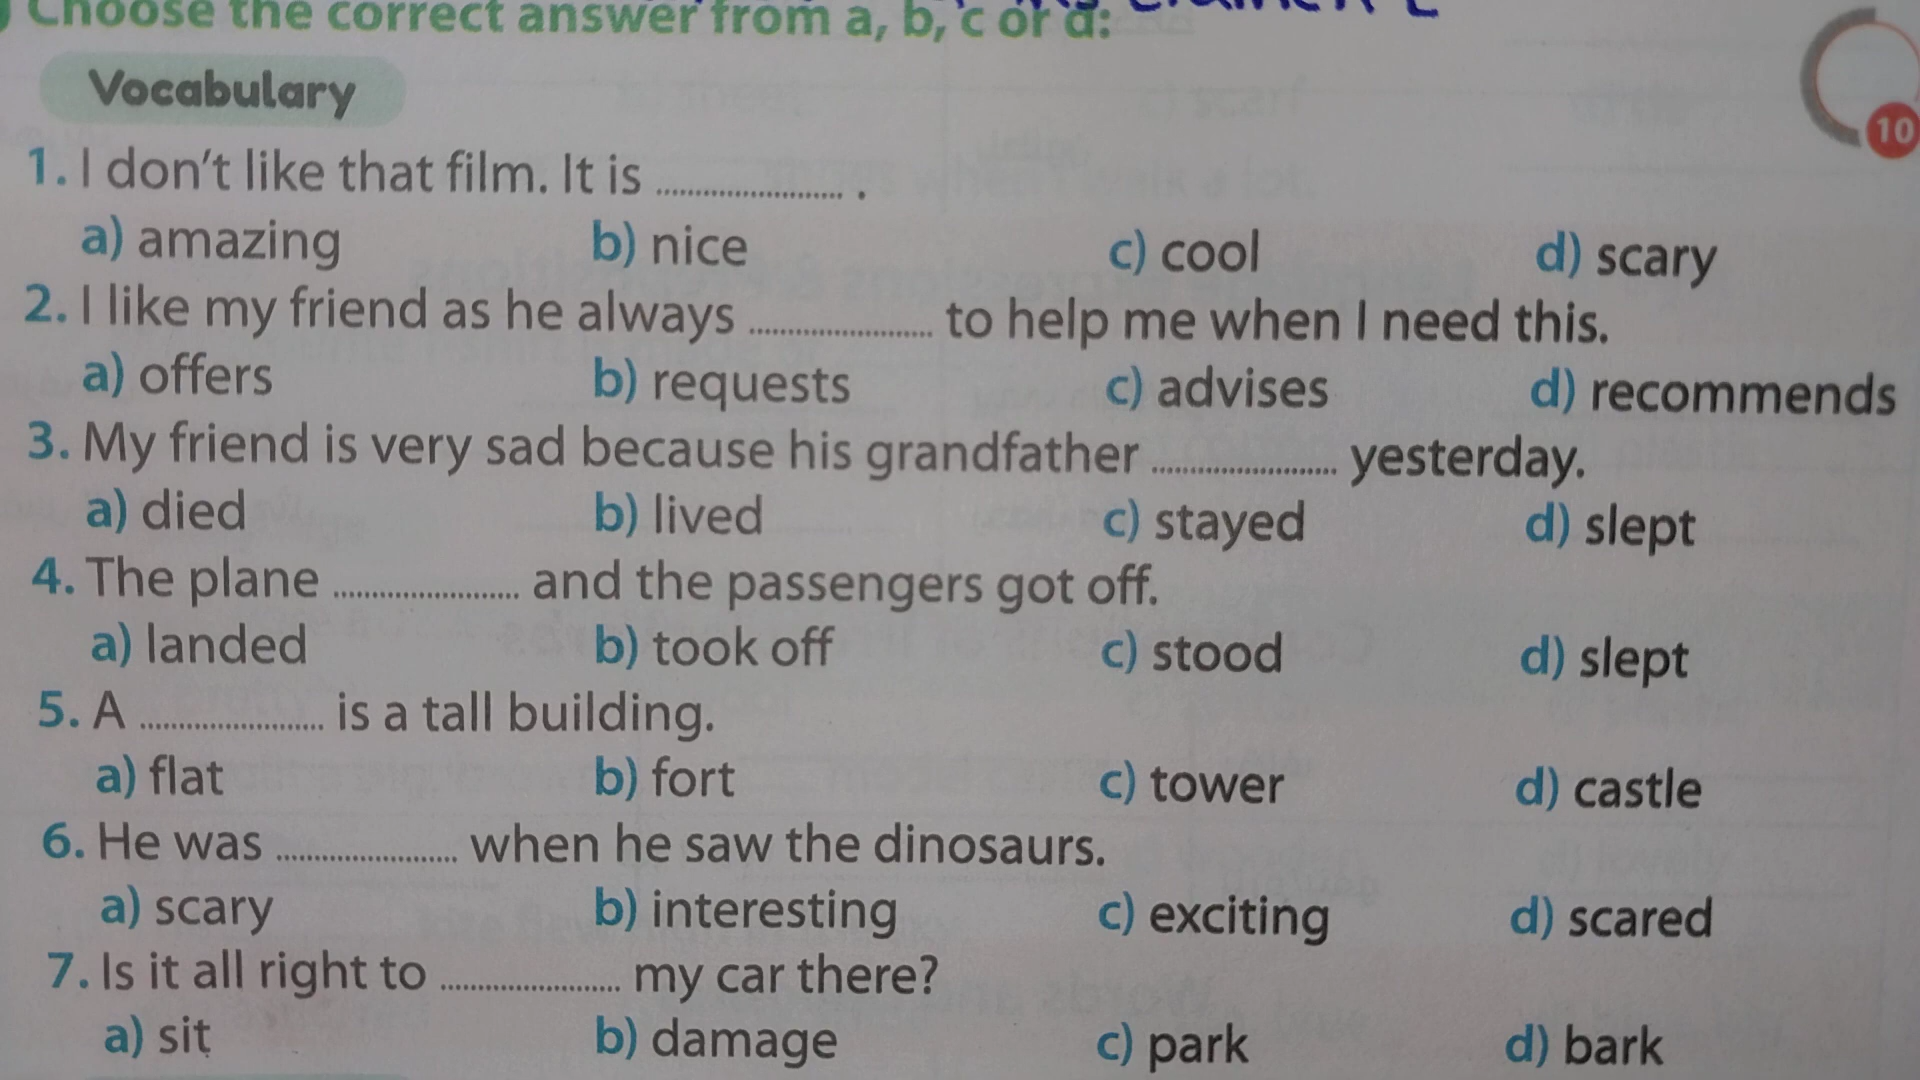 Choose the correct answer from a, b, c or d:
Vocabulary
10
1. I don't like that film. It is ........................ .
a) amazing b) nice c) cool d) scary
2. I like my friend as he always ........................ to help me when I need this.
a) offers b) requests c) advises d) recommends
3. My friend is very sad because his grandfather ........................ yesterday.
a) died b) lived c) stayed d) slept
4. The plane ........................ and the passengers got off.
a) landed b) took off c) stood d) slept
5. A ........................ is a tall building.
a) flat b) fort c) tower d) castle
6. He was ........................ when he saw the dinosaurs.
a) scary b) interesting c) exciting d) scared
7. Is it all right to ........................ my car there?
a) sit b) damage c) park d) bark